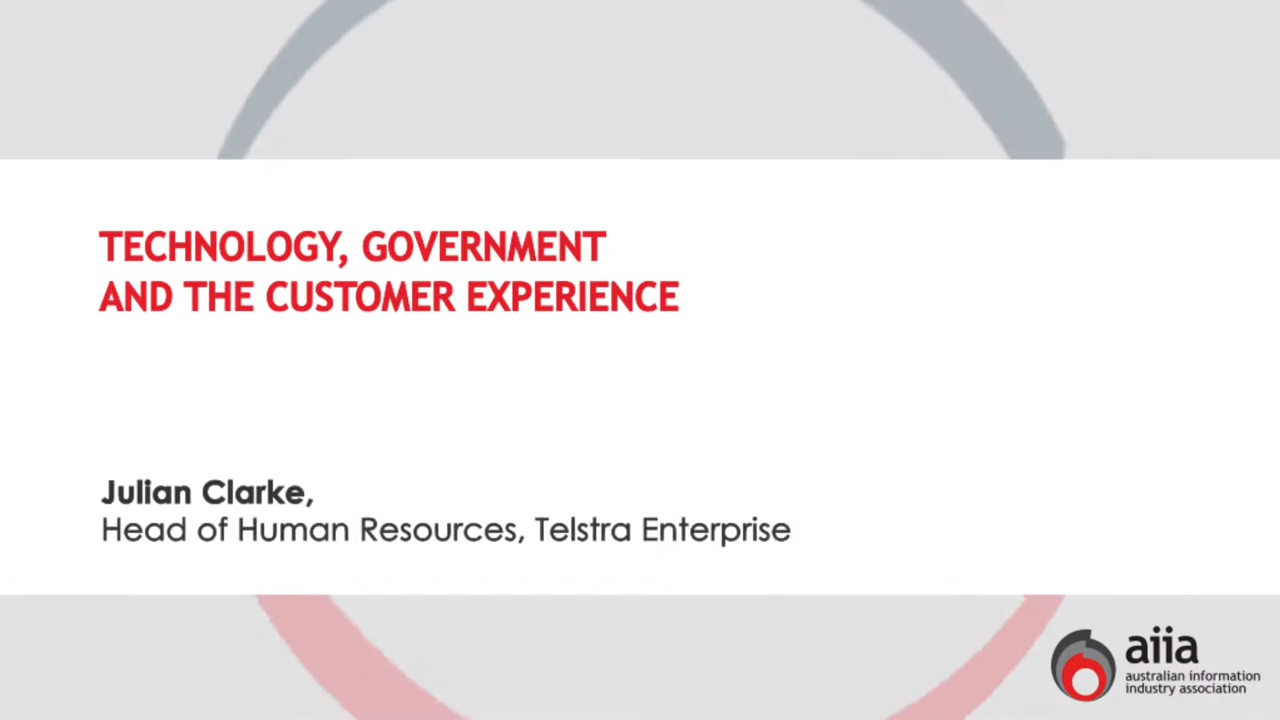 TECHNOLOGY, GOVERNMENT
AND THE CUSTOMER EXPERIENCE
Julian Clarke,
Head of Human Resources, Telstra Enterprise
aiia
australian information
industry association